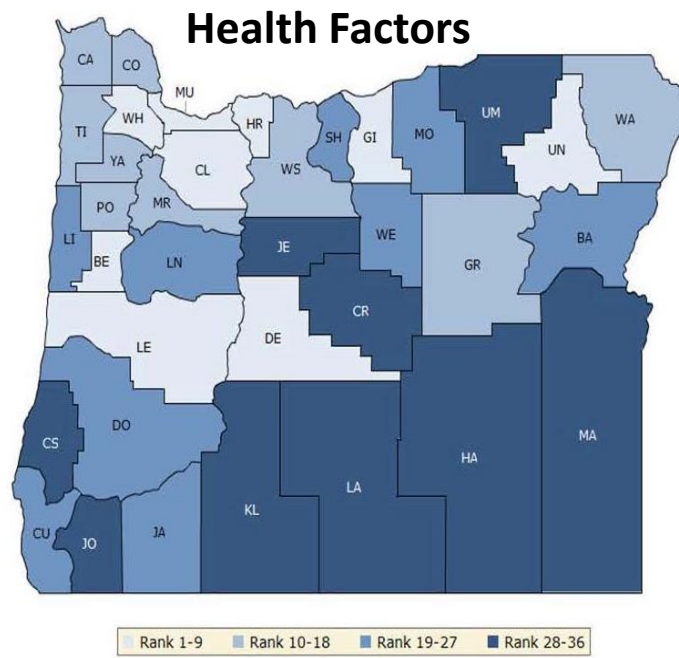 Health Factors
CA
CO
MU
WH
HR
SH
GI
MO
UM
UN
WA
TI
YA
CL
WS
PO
MR
LI
BE
LN
JE
WE
GR
BA
CR
LE
DE
CS
DO
HA
MA
KL
LA
CU
JO
JA
Rank 1-9 Rank 10-18 Rank 19-27 Rank 28-36